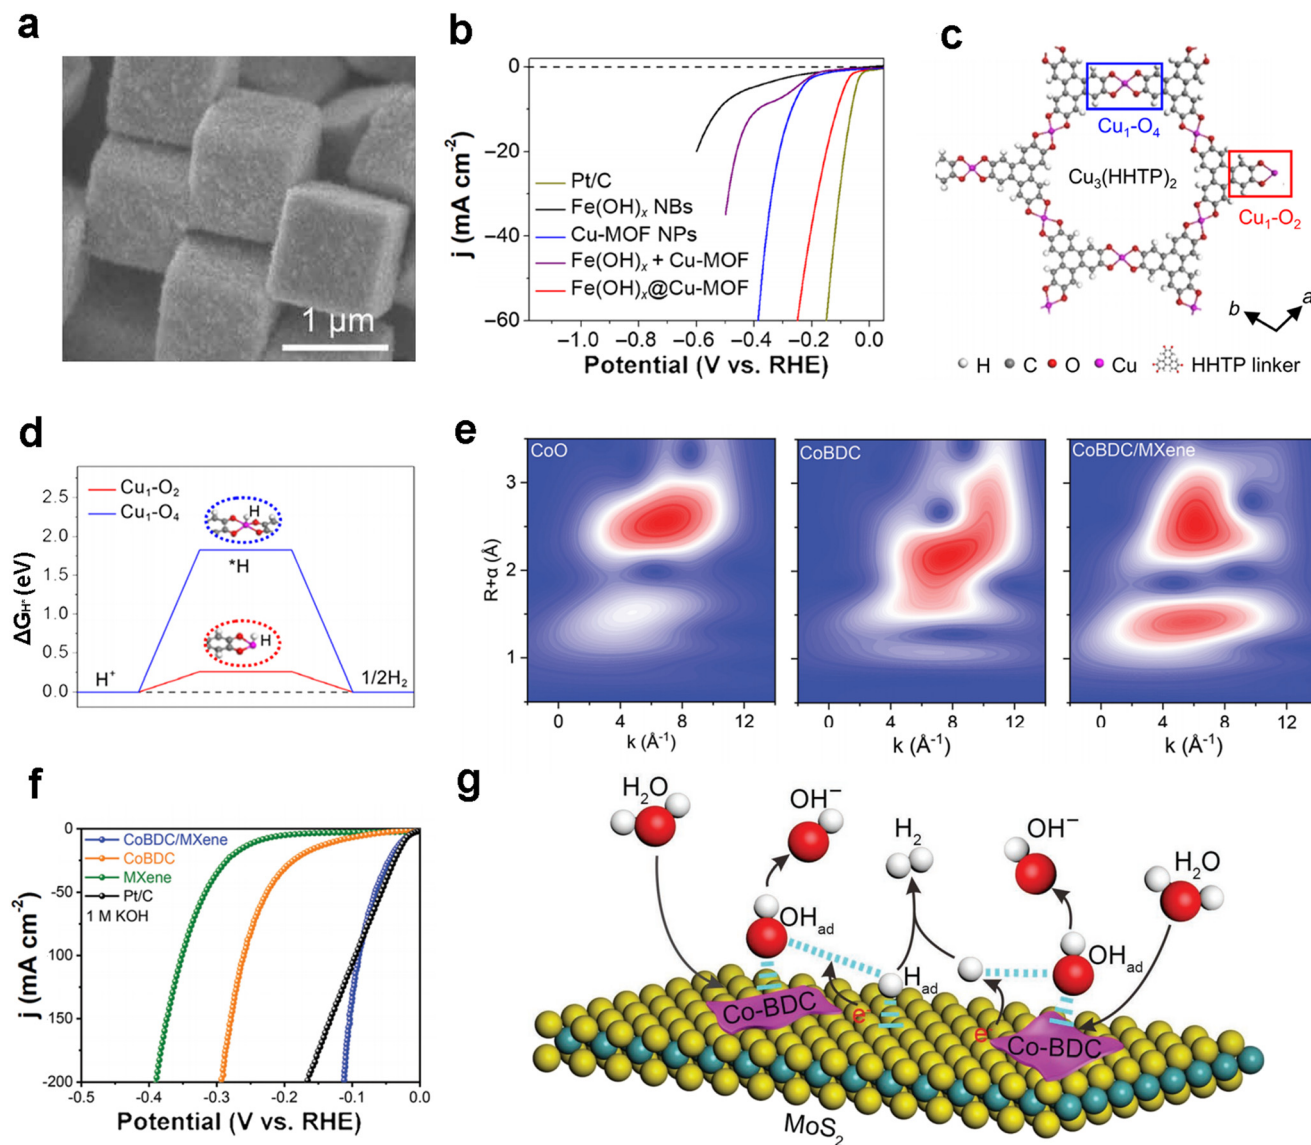 a
1 μm
b
j (mA cm⁻²)
0
−20
−40
−60
Pt/C
Fe(OH)ₓ NBs
Cu-MOF NPs
Fe(OH)ₓ + Cu-MOF
Fe(OH)ₓ@Cu-MOF
−1.0 −0.8 −0.6 −0.4 −0.2 0.0
Potential (V vs. RHE)
c
Cu₁-O₄
Cu₃(HHTP)₂
Cu₁-O₂
b a
H C O Cu HHTP linker
d
ΔG_H* (eV)
2.5
2.0
1.5
1.0
0.5
0.0
Cu₁-O₂
Cu₁-O₄
H
*H
H
H⁺
1/2H₂
e
CoO
CoBDC
CoBDC/MXene
R+α (Å)
3
2
1
0 4 8 12
0 4 8 12
0 4 8 12
k (Å⁻¹)
k (Å⁻¹)
k (Å⁻¹)
f
j (mA cm⁻²)
0
-50
-100
-150
-200
CoBDC/MXene
CoBDC
MXene
Pt/C
1 M KOH
-0.5 -0.4 -0.3 -0.2 -0.1 0.0
Potential (V vs. RHE)
g
H₂O
OH⁻
H₂
OH⁻
H₂O
OH_ad
H_ad
OH_ad
Co-BDC
e⁻
e⁻
Co-BDC
MoS₂